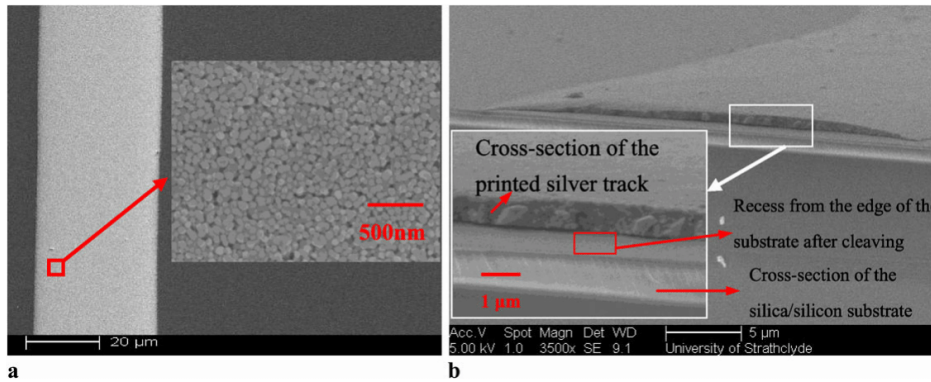 500nm
20 µm
a
Cross-section of the
printed silver track
Recess from the edge of the
substrate after cleaving
1 µm
Cross-section of the
silica/silicon substrate
Acc.V Spot Magn Det WD 5 µm
5.00 kV 1.0 3500x SE 9.1 University of Strathclyde
b